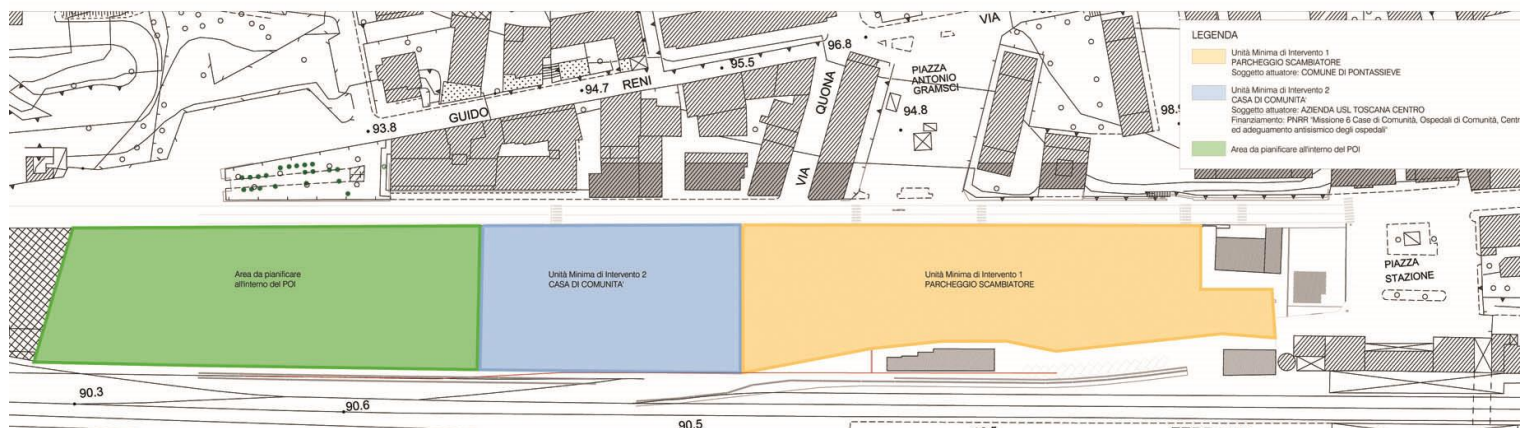 VIA
96.8
PIAZZA
ANTONIO
GRAMSCI
95.5
RENI
94.7
GUIDO
93.8
QUONA
VIA
94.8
98.
LEGENDA
Unità Minima di Intervento 1
PARCHEGGIO SCAMBIATORE
Soggetto attuatore: COMUNE DI PONTASSIEVE
Unità Minima di Intervento 2
CASA DI COMUNITA'
Soggetto attuatore: AZIENDA USL TOSCANA CENTRO
Finanziamento: PNRR "Missione 6 Case di Comunità, Ospedali di Comunità, Centr
ed adeguamento antisismico degli ospedali"
Area da pianificare all'interno del POI
Area da pianificare
all'interno del POI
Unità Minima di Intervento 2
CASA DI COMUNITA'
Unità Minima di Intervento 1
PARCHEGGIO SCAMBIATORE
PIAZZA
STAZIONE
90.3
90.6
90.5